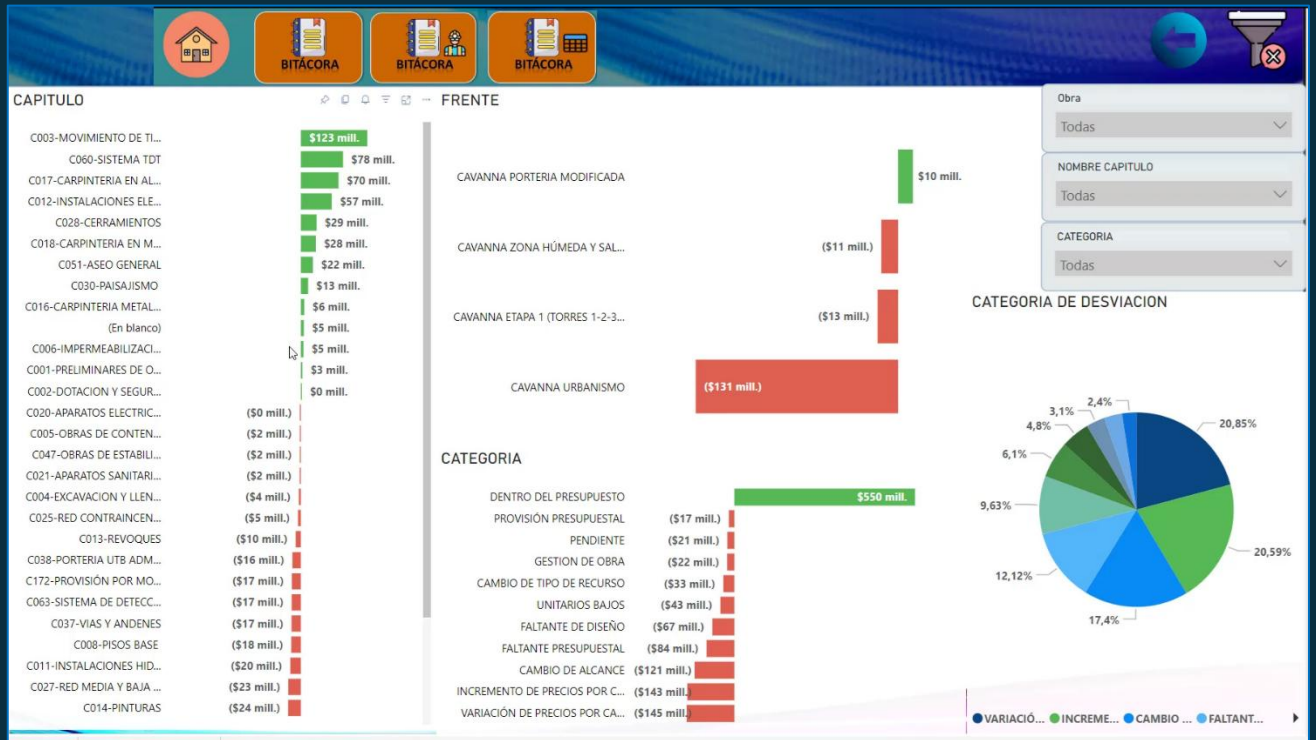 BITÁCORA
BITÁCORA
BITÁCORA
CAPITULO
C003-MOVIMIENTO DE TI... $123 mill.
C060-SISTEMA TDT $78 mill.
C017-CARPINTERIA EN AL... $70 mill.
C012-INSTALACIONES ELE... $57 mill.
C028-CERRAMIENTOS $29 mill.
C018-CARPINTERIA EN M... $28 mill.
C051-ASEO GENERAL $22 mill.
C030-PAISAJISMO $13 mill.
C016-CARPINTERIA METAL... $6 mill.
(En blanco) $5 mill.
C006-IMPERMEABILIZACI... $5 mill.
C001-PRELIMINARES DE O... $3 mill.
C002-DOTACION Y SEGUR... $0 mill.
C020-APARATOS ELECTRIC... ($0 mill.)
C005-OBRAS DE CONTEN... ($2 mill.)
C047-OBRAS DE ESTABILI... ($2 mill.)
C021-APARATOS SANITARI... ($2 mill.)
C004-EXCAVACION Y LLEN... ($4 mill.)
C025-RED CONTRAINCEN... ($5 mill.)
C013-REVOQUES ($10 mill.)
C038-PORTERIA UTB ADM... ($16 mill.)
C172-PROVISIÓN POR MO... ($17 mill.)
C063-SISTEMA DE DETECC... ($17 mill.)
C037-VIAS Y ANDENES ($17 mill.)
C008-PISOS BASE ($18 mill.)
C011-INSTALACIONES HID... ($20 mill.)
C027-RED MEDIA Y BAJA ... ($23 mill.)
C014-PINTURAS ($24 mill.)
FRENTE
CAVANNA PORTERIA MODIFICADA $10 mill.
CAVANNA ZONA HÚMEDA Y SAL... ($11 mill.)
CAVANNA ETAPA 1 (TORRES 1-2-3... ($13 mill.)
CAVANNA URBANISMO ($131 mill.)
CATEGORIA
DENTRO DEL PRESUPUESTO $550 mill.
PROVISIÓN PRESUPUESTAL ($17 mill.)
PENDIENTE ($21 mill.)
GESTION DE OBRA ($22 mill.)
CAMBIO DE TIPO DE RECURSO ($33 mill.)
UNITARIOS BAJOS ($43 mill.)
FALTANTE DE DISEÑO ($67 mill.)
FALTANTE PRESUPUESTAL ($84 mill.)
CAMBIO DE ALCANCE ($121 mill.)
INCREMENTO DE PRECIOS POR C... ($143 mill.)
VARIACIÓN DE PRECIOS POR CA... ($145 mill.)
Obra
Todas
NOMBRE CAPITULO
Todas
CATEGORIA
Todas
CATEGORIA DE DESVIACION
20,85%
20,59%
17,4%
12,12%
9,63%
6,1%
4,8%
3,1%
2,4%
VARIACIÓ... INCREME... CAMBIO ... FALTANT...